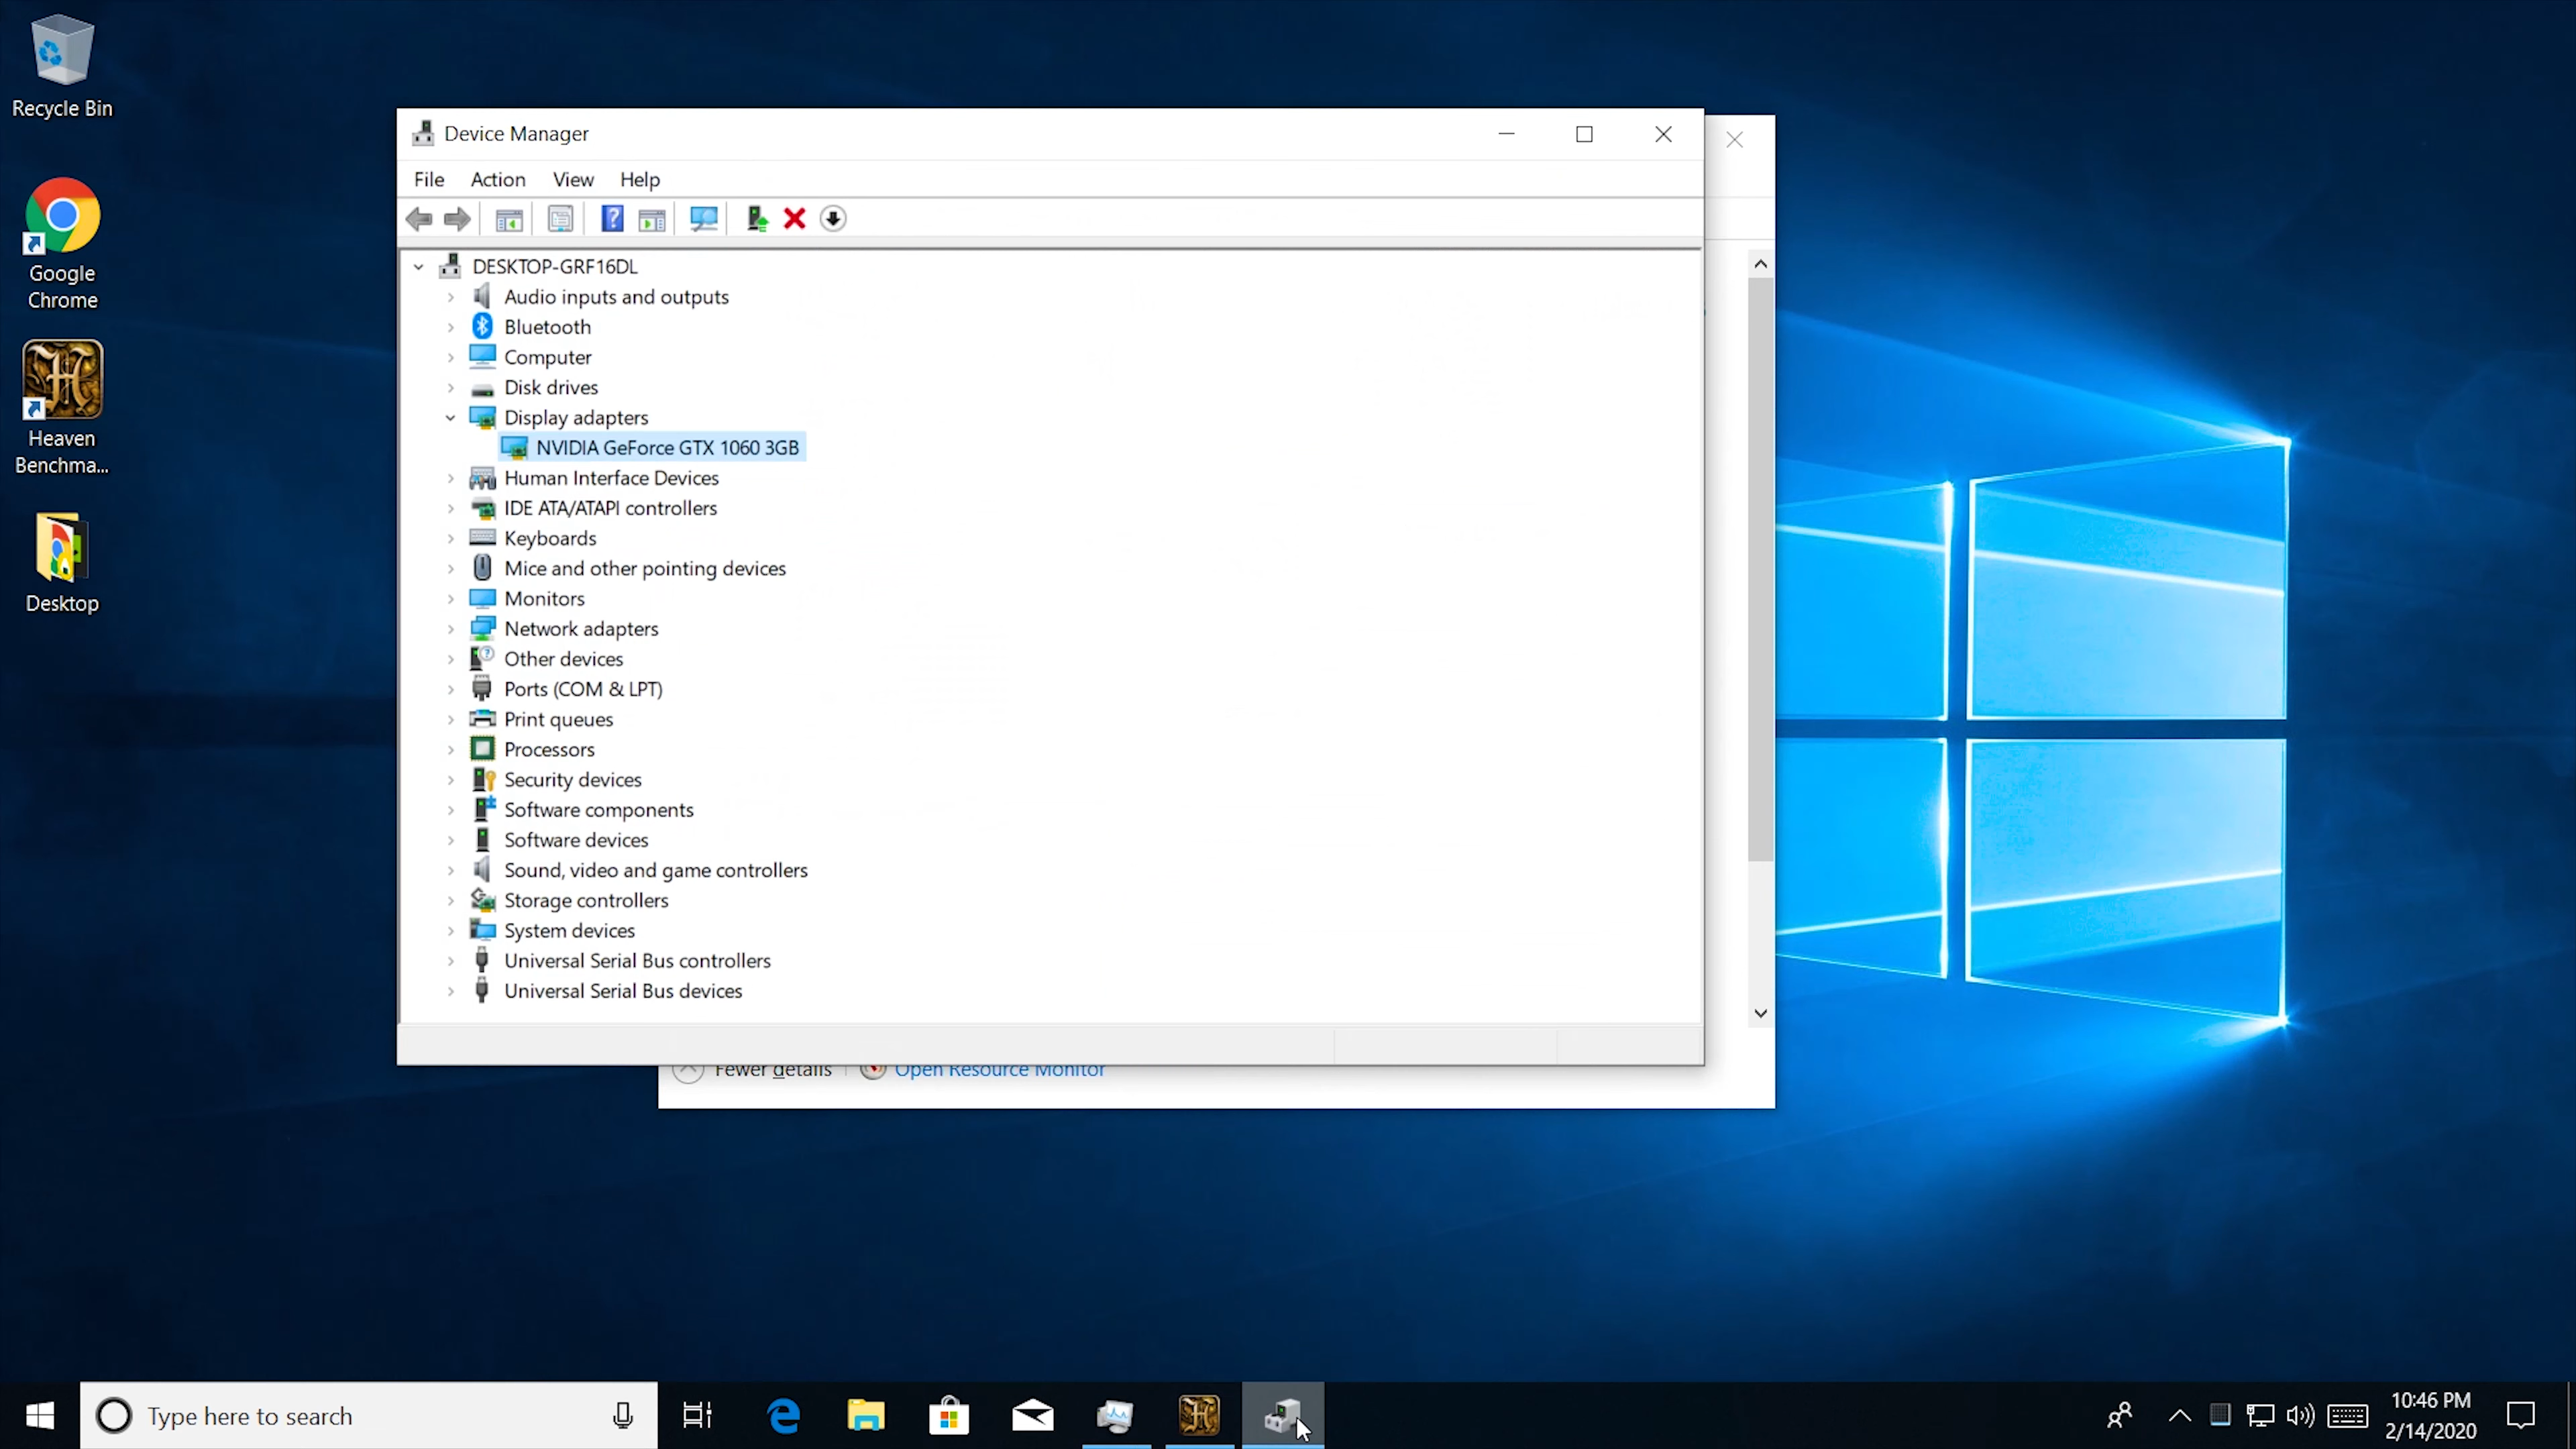 Recycle Bin
Google
Chrome
Heaven
Benchma...
Desktop
Device Manager
File Action View Help
DESKTOP-GRF16DL
Audio inputs and outputs
Bluetooth
Computer
Disk drives
Display adapters
NVIDIA GeForce GTX 1060 3GB
Human Interface Devices
IDE ATA/ATAPI controllers
Keyboards
Mice and other pointing devices
Monitors
Network adapters
Other devices
Ports (COM & LPT)
Print queues
Processors
Security devices
Software components
Software devices
Sound, video and game controllers
Storage controllers
System devices
Universal Serial Bus controllers
Universal Serial Bus devices
Fewer details Open Resource Monitor
Type here to search
10:46 PM
2/14/2020